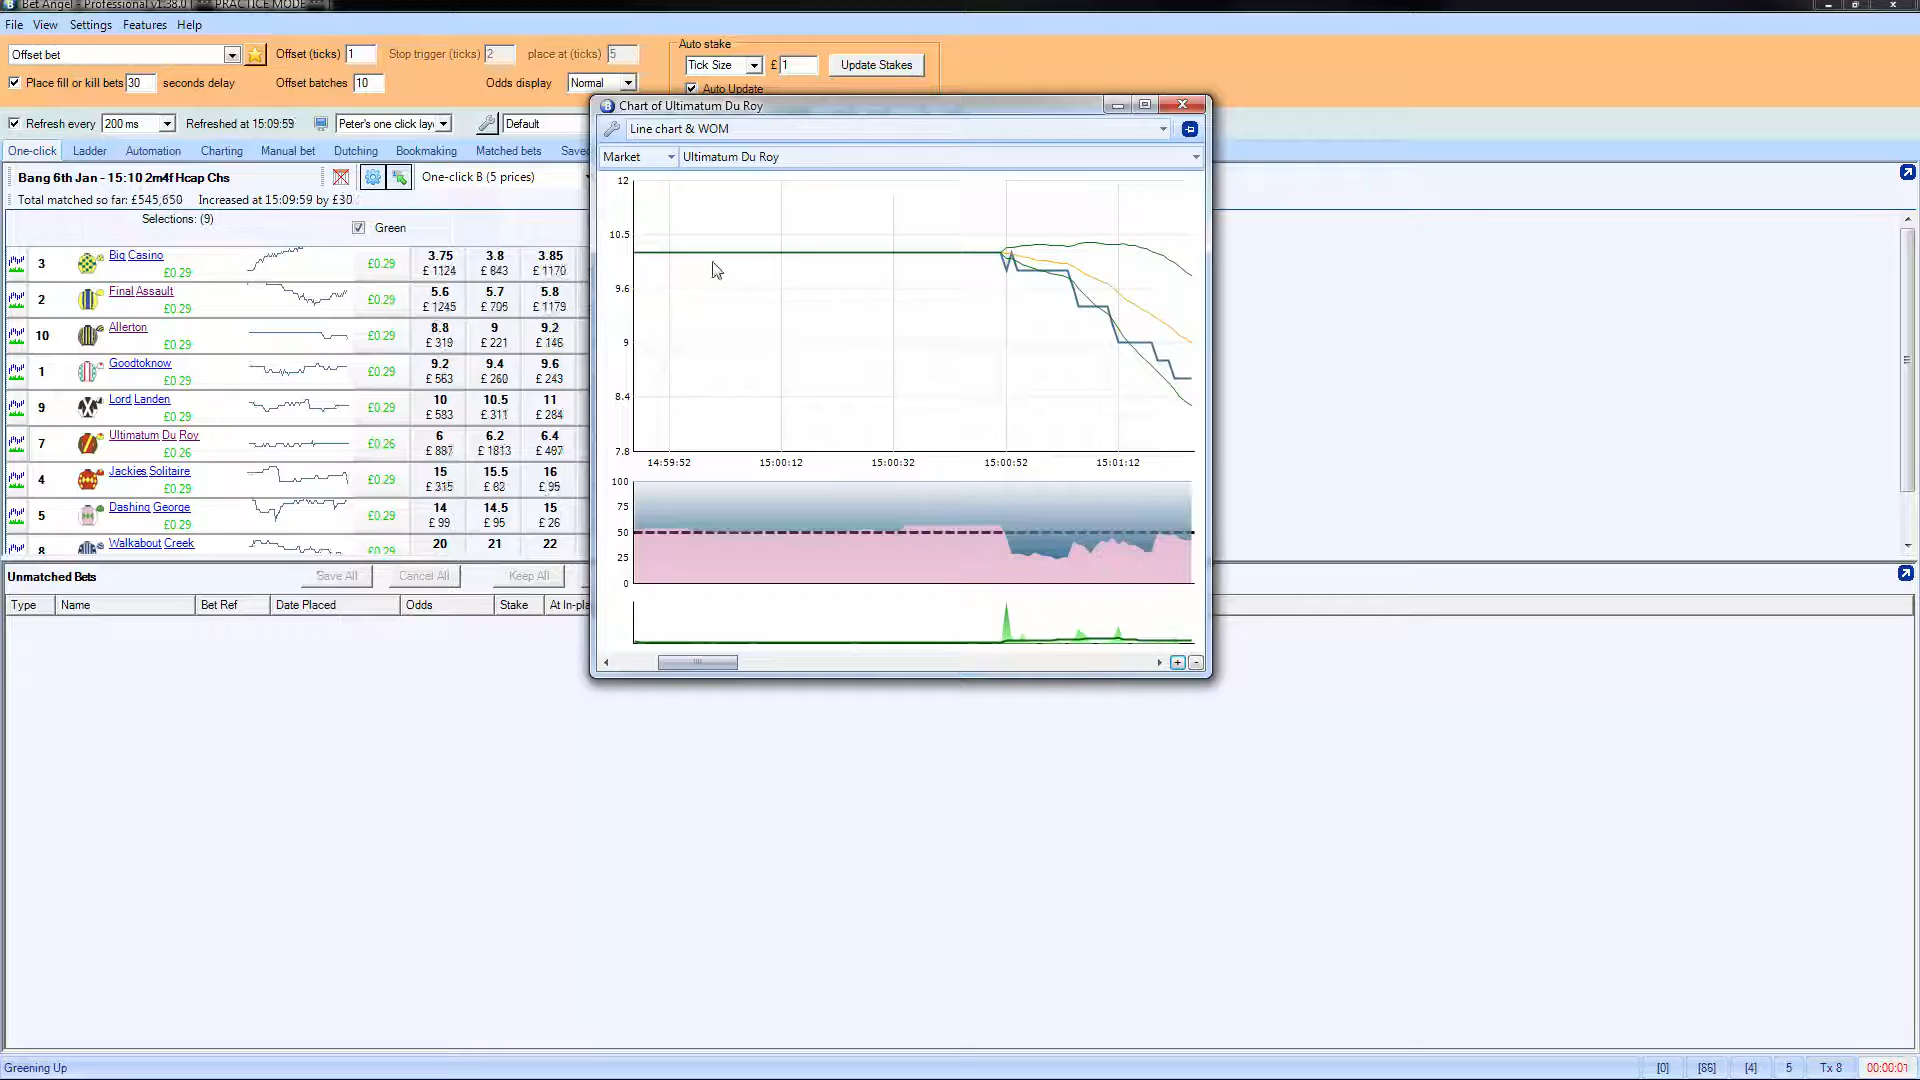 Bet Angel - Professional v1.38.0 [ *** PRACTICE MODE *** ]
File View Settings Features Help
Offset bet Offset (ticks) 1 Stop trigger (ticks) 2 place at (ticks) 5
Auto stake
Tick Size £ 1 Update Stakes
Place fill or kill bets 30 seconds delay Offset batches 10 Odds display Normal Auto Update
Refresh every 200 ms Refreshed at 15:09:59 Peter's one click lay Default
One-click Ladder Automation Charting Manual bet Dutching Bookmaking Matched bets Save
Bang 6th Jan - 15:10 2m4f Hcap Chs One-click B (5 prices)
Total matched so far: £545,650 Increased at 15:09:59 by £30
Selections: (9) Green
3 Big Casino £0.29 £0.29 3.75 £ 1124 3.8 £ 843 3.85 £ 1170
2 Final Assault £0.29 £0.29 5.6 £ 1245 5.7 £ 795 5.8 £ 1179
10 Allerton £0.29 £0.29 8.8 £ 319 9 £ 221 9.2 £ 146
1 Goodtoknow £0.29 £0.29 9.2 £ 563 9.4 £ 260 9.6 £ 243
9 Lord Landen £0.29 £0.29 10 £ 583 10.5 £ 311 11 £ 284
7 Ultimatum Du Roy £0.26 £0.26 6 £ 887 6.2 £ 1813 6.4 £ 497
4 Jackies Solitaire £0.29 £0.29 15 £ 315 15.5 £ 82 16 £ 95
5 Dashing George £0.29 £0.29 14 £ 99 14.5 £ 95 15 £ 26
8 Walkabout Creek £0.29 20 21 22
Unmatched Bets Save All Cancel All Keep All
Type Name Bet Ref Date Placed Odds Stake At In-pla
Chart of Ultimatum Du Roy
Line chart & WOM
Market Ultimatum Du Roy
12
10.5
9.6
9
8.4
7.8
14:59:52 15:00:12 15:00:32 15:00:52 15:01:12
100
75
50
25
0
+ -
Greening Up [0] [86] [4] 5 Tx 8 00:00:01